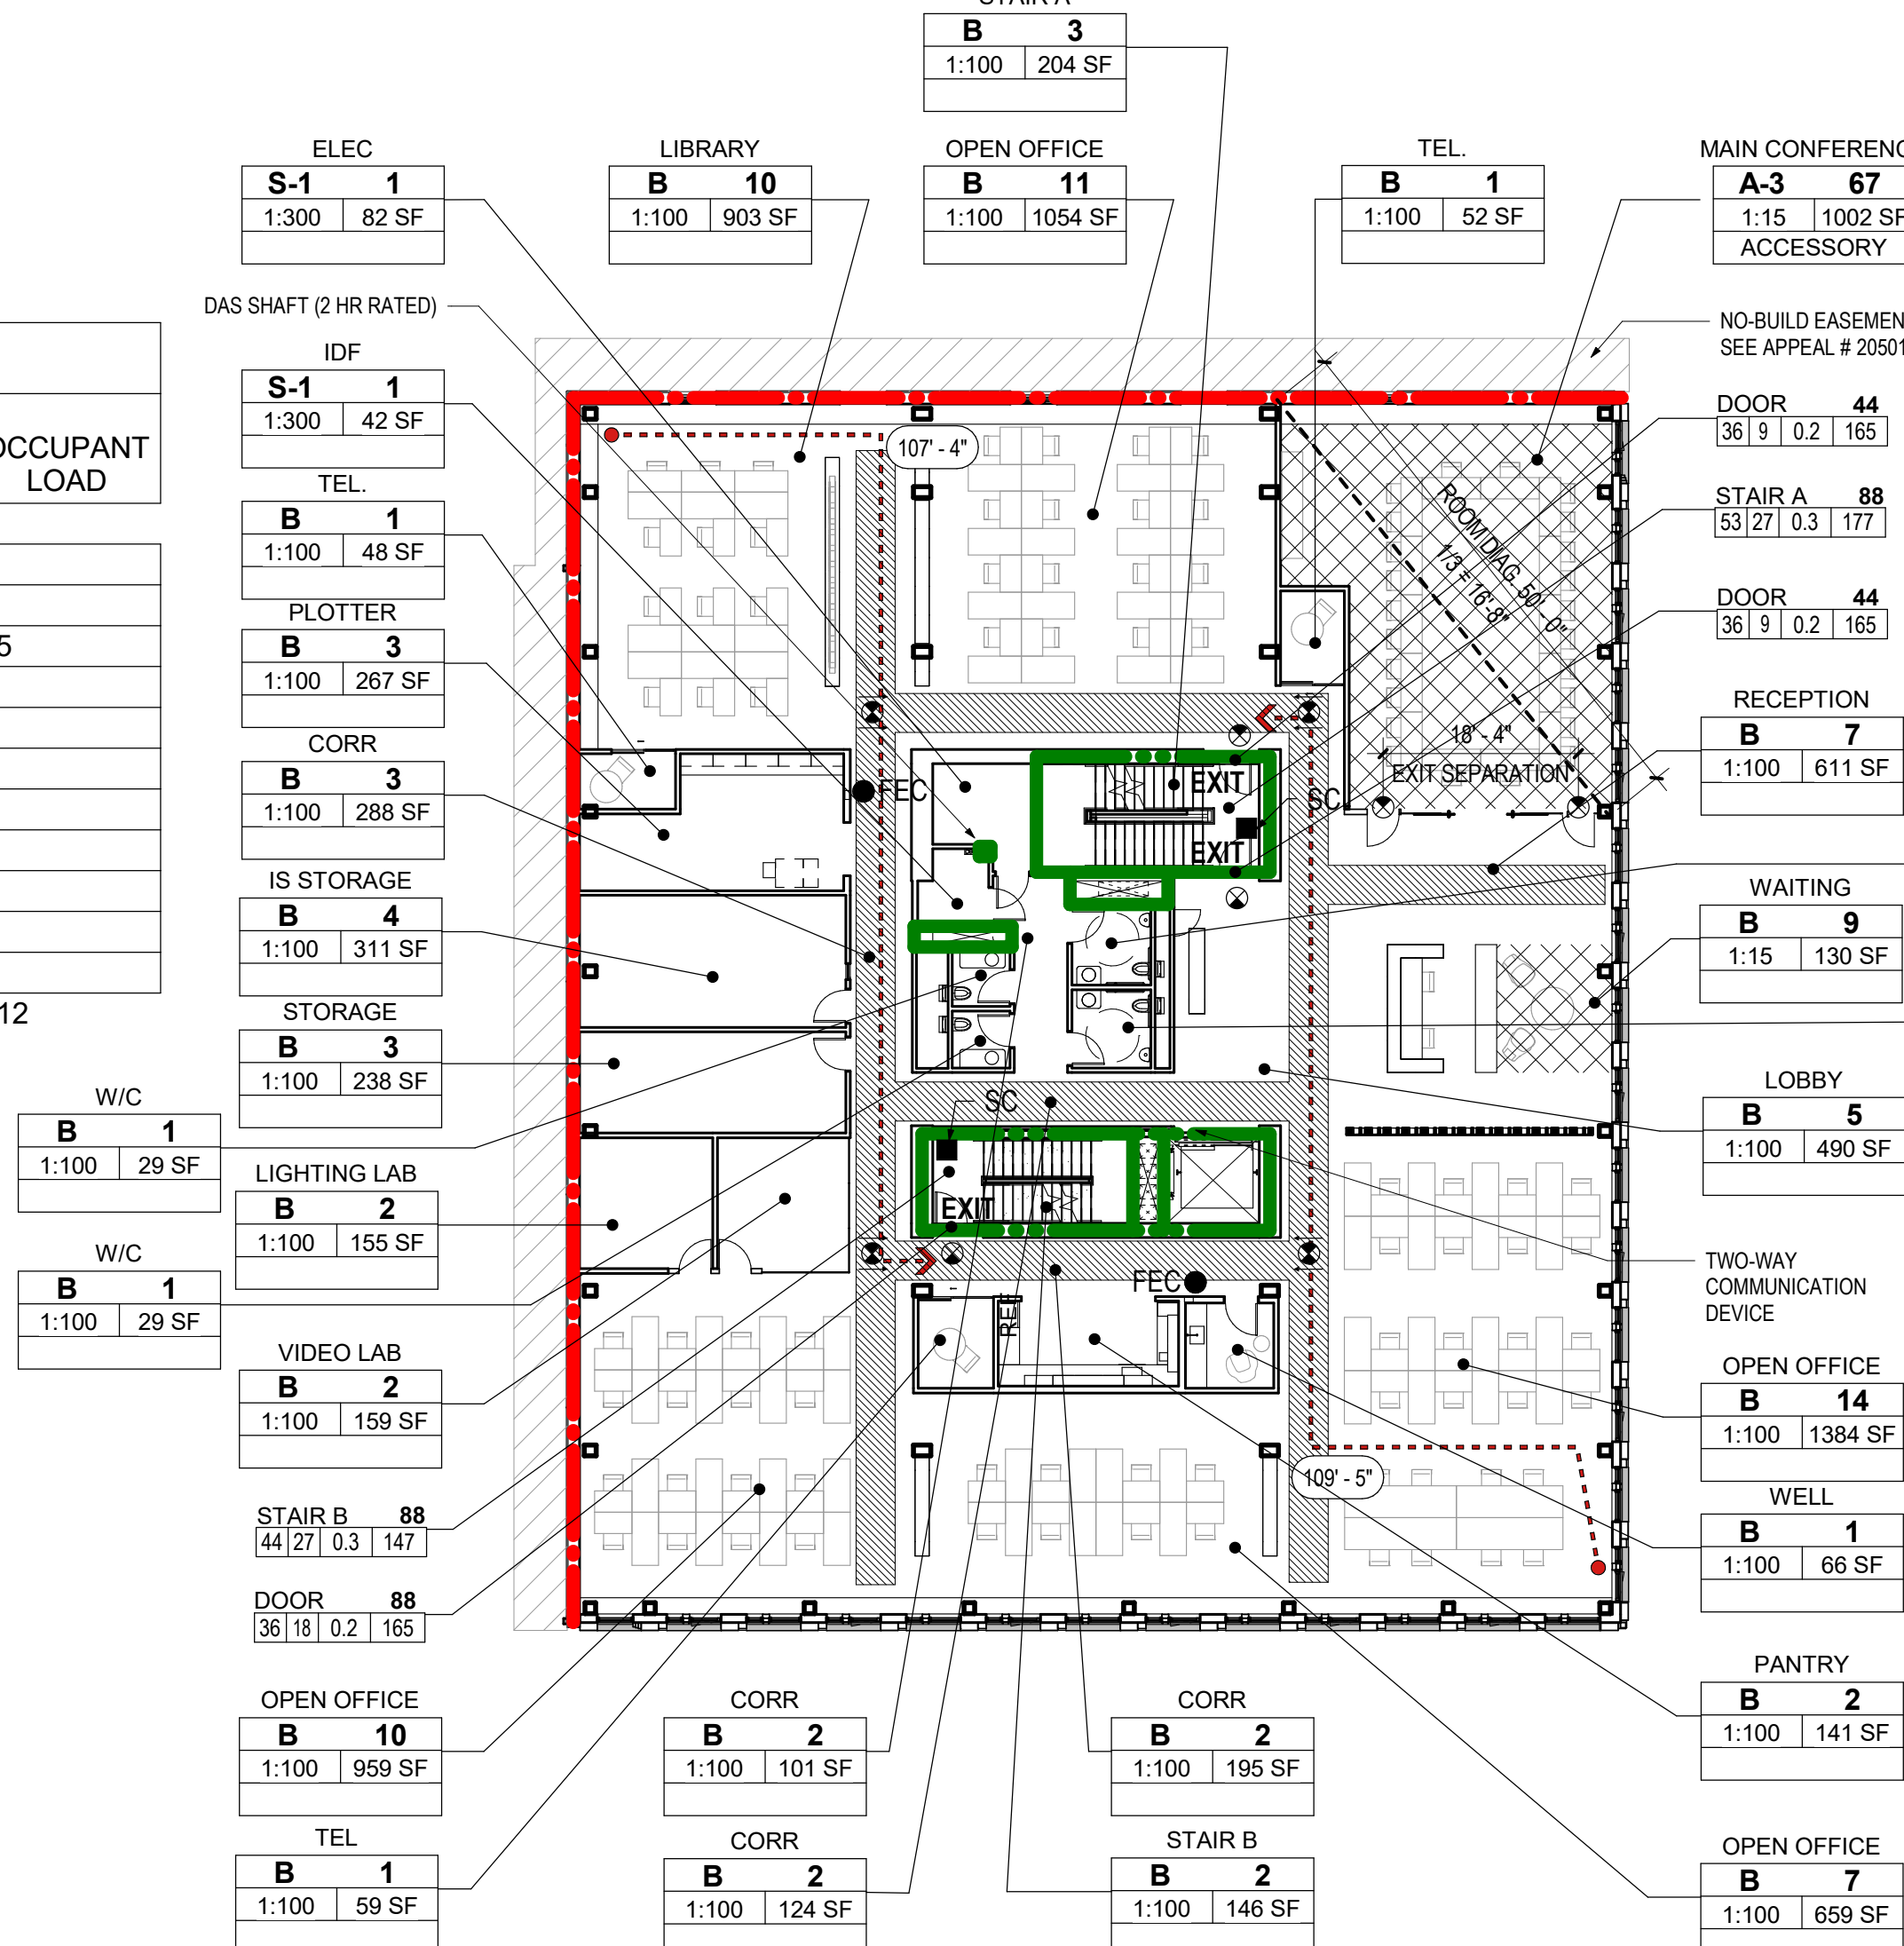 STAIR A
B 3
1:100 204 SF
ELEC
S-1 1
1:300 82 SF
LIBRARY
B 10
1:100 903 SF
OPEN OFFICE
B 11
1:100 1054 SF
TEL.
B 1
1:100 52 SF
MAIN CONFERENC
A-3 67
1:15 1002 SF
ACCESSORY
DAS SHAFT (2 HR RATED)
NO-BUILD EASEMEN
SEE APPEAL # 20501
OCCUPANT
LOAD
5
12
IDF
S-1 1
1:300 42 SF
TEL.
B 1
1:100 48 SF
PLOTTER
B 3
1:100 267 SF
CORR
B 3
1:100 288 SF
IS STORAGE
B 4
1:100 311 SF
STORAGE
B 3
1:100 238 SF
W/C
B 1
1:100 29 SF
LIGHTING LAB
B 2
1:100 155 SF
W/C
B 1
1:100 29 SF
VIDEO LAB
B 2
1:100 159 SF
STAIR B 88
44 27 0.3 147
DOOR 88
36 18 0.2 165
OPEN OFFICE
B 10
1:100 959 SF
TEL
B 1
1:100 59 SF
107' - 4"
ROOM DIAG. 50' - 0"
1/3 = 16'-8"
18' - 4"
EXIT SEPARATION
FEC
EXIT
SC
EXIT
SC
EXIT
FEC
REF
109' - 5"
CORR
B 2
1:100 101 SF
CORR
B 2
1:100 124 SF
CORR
B 2
1:100 195 SF
STAIR B
B 2
1:100 146 SF
DOOR 44
36 9 0.2 165
STAIR A 88
53 27 0.3 177
DOOR 44
36 9 0.2 165
RECEPTION
B 7
1:100 611 SF
WAITING
B 9
1:15 130 SF
LOBBY
B 5
1:100 490 SF
TWO-WAY
COMMUNICATION
DEVICE
OPEN OFFICE
B 14
1:100 1384 SF
WELL
B 1
1:100 66 SF
PANTRY
B 2
1:100 141 SF
OPEN OFFICE
B 7
1:100 659 SF